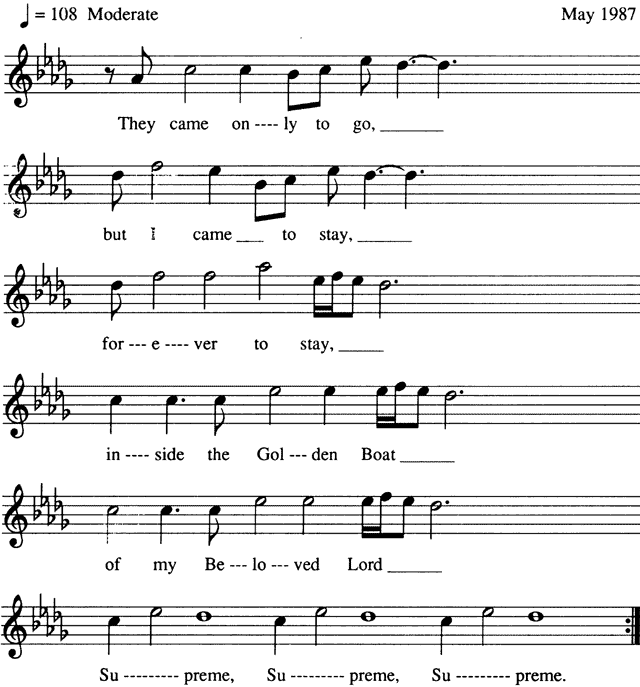 ♩ = 108 Moderate May 1987
They came on ---- ly to go, _______
but I came ___ to stay, ______
for --- e ---- ver to stay, _____
in ---- side the Gol --- den Boat ______
of my Be --- lo --- ved Lord ______
Su --------- preme, Su --------- preme, Su --------- preme.